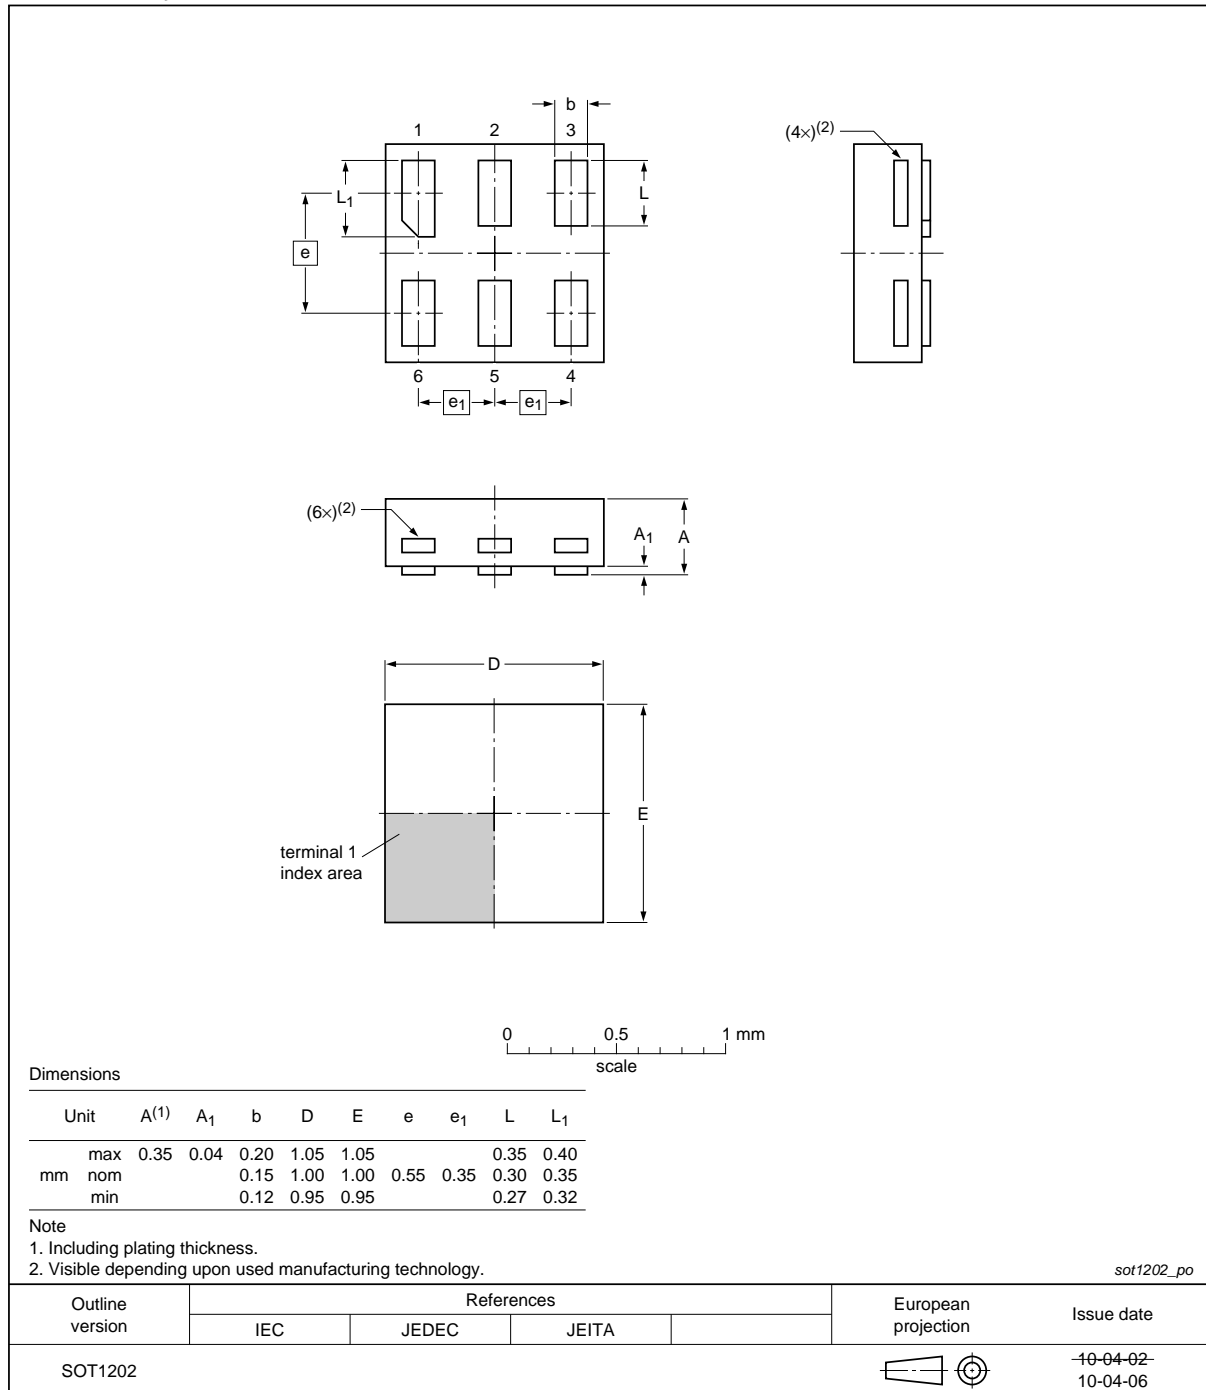 b
1 2 3
(4×)(2)
L1
L
e
6 5 4
e1 e1
(6×)(2)
A1 A
D
E
terminal 1
index area
0 0.5 1 mm
scale
Dimensions
Unit A(1) A1 b D E e e1 L L1
max 0.35 0.04 0.20 1.05 1.05 0.35 0.40
mm nom 0.15 1.00 1.00 0.55 0.35 0.30 0.35
min 0.12 0.95 0.95 0.27 0.32
Note
1. Including plating thickness.
2. Visible depending upon used manufacturing technology.
sot1202_po
Outline version References European projection Issue date
IEC JEDEC JEITA
SOT1202 10-04-02
10-04-06